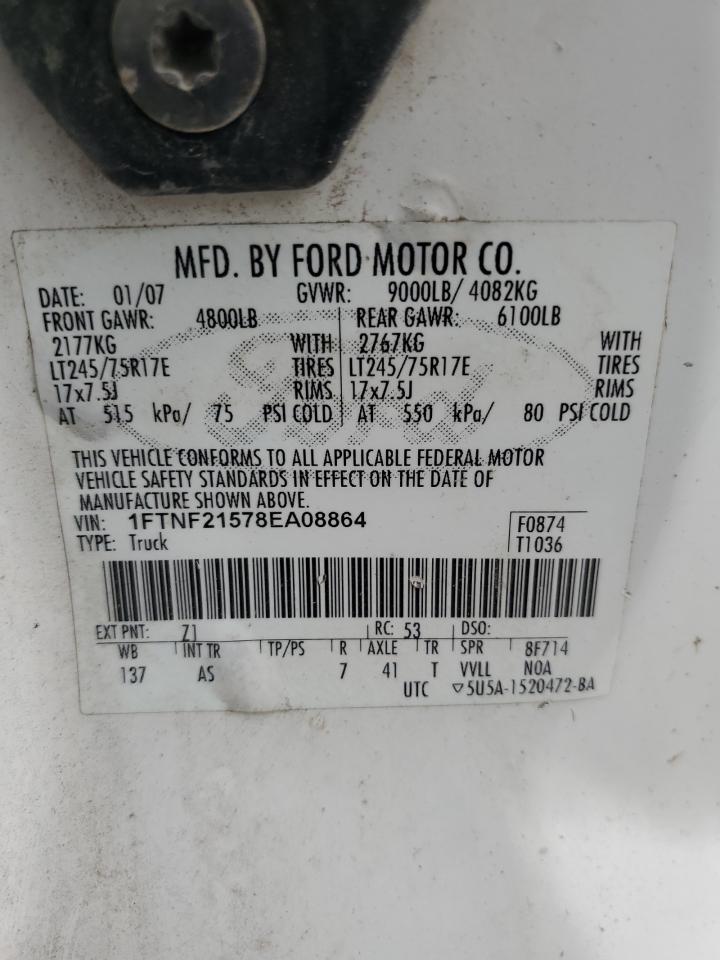 MFD. BY FORD MOTOR CO.
DATE: 01/07 GVWR: 9000LB/ 4082KG
FRONT GAWR: 4800LB REAR GAWR: 6100LB
2177KG WITH 2767KG WITH
LT245/75R17E TIRES LT245/75R17E TIRES
17x7.5J RIMS 17x7.5J RIMS
AT 515 kPa/ 75 PSI COLD AT 550 kPa/ 80 PSI COLD
THIS VEHICLE CONFORMS TO ALL APPLICABLE FEDERAL MOTOR
VEHICLE SAFETY STANDARDS IN EFFECT ON THE DATE OF
MANUFACTURE SHOWN ABOVE.
VIN: 1FTNF21578EA08864 F0874
TYPE: Truck T1036
EXT PNT: Z1 RC: 53 DSO:
WB INT TR TP/PS R AXLE TR SPR 8F714
137 AS 7 41 T VVLL NOA
UTC ▽5U5A-1520472-BA